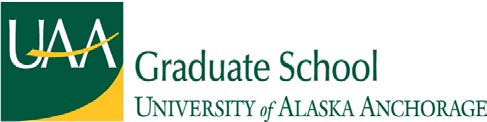 UAA
Graduate School
UNIVERSITY of ALASKA ANCHORAGE